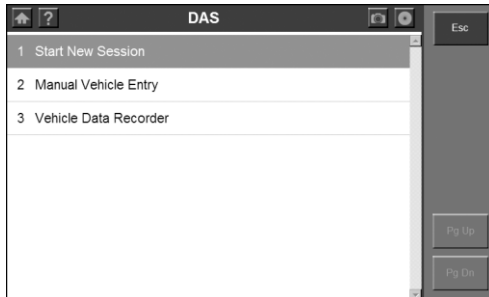 ?
DAS
Esc
1 Start New Session
2 Manual Vehicle Entry
3 Vehicle Data Recorder
Pg Up
Pg Dn